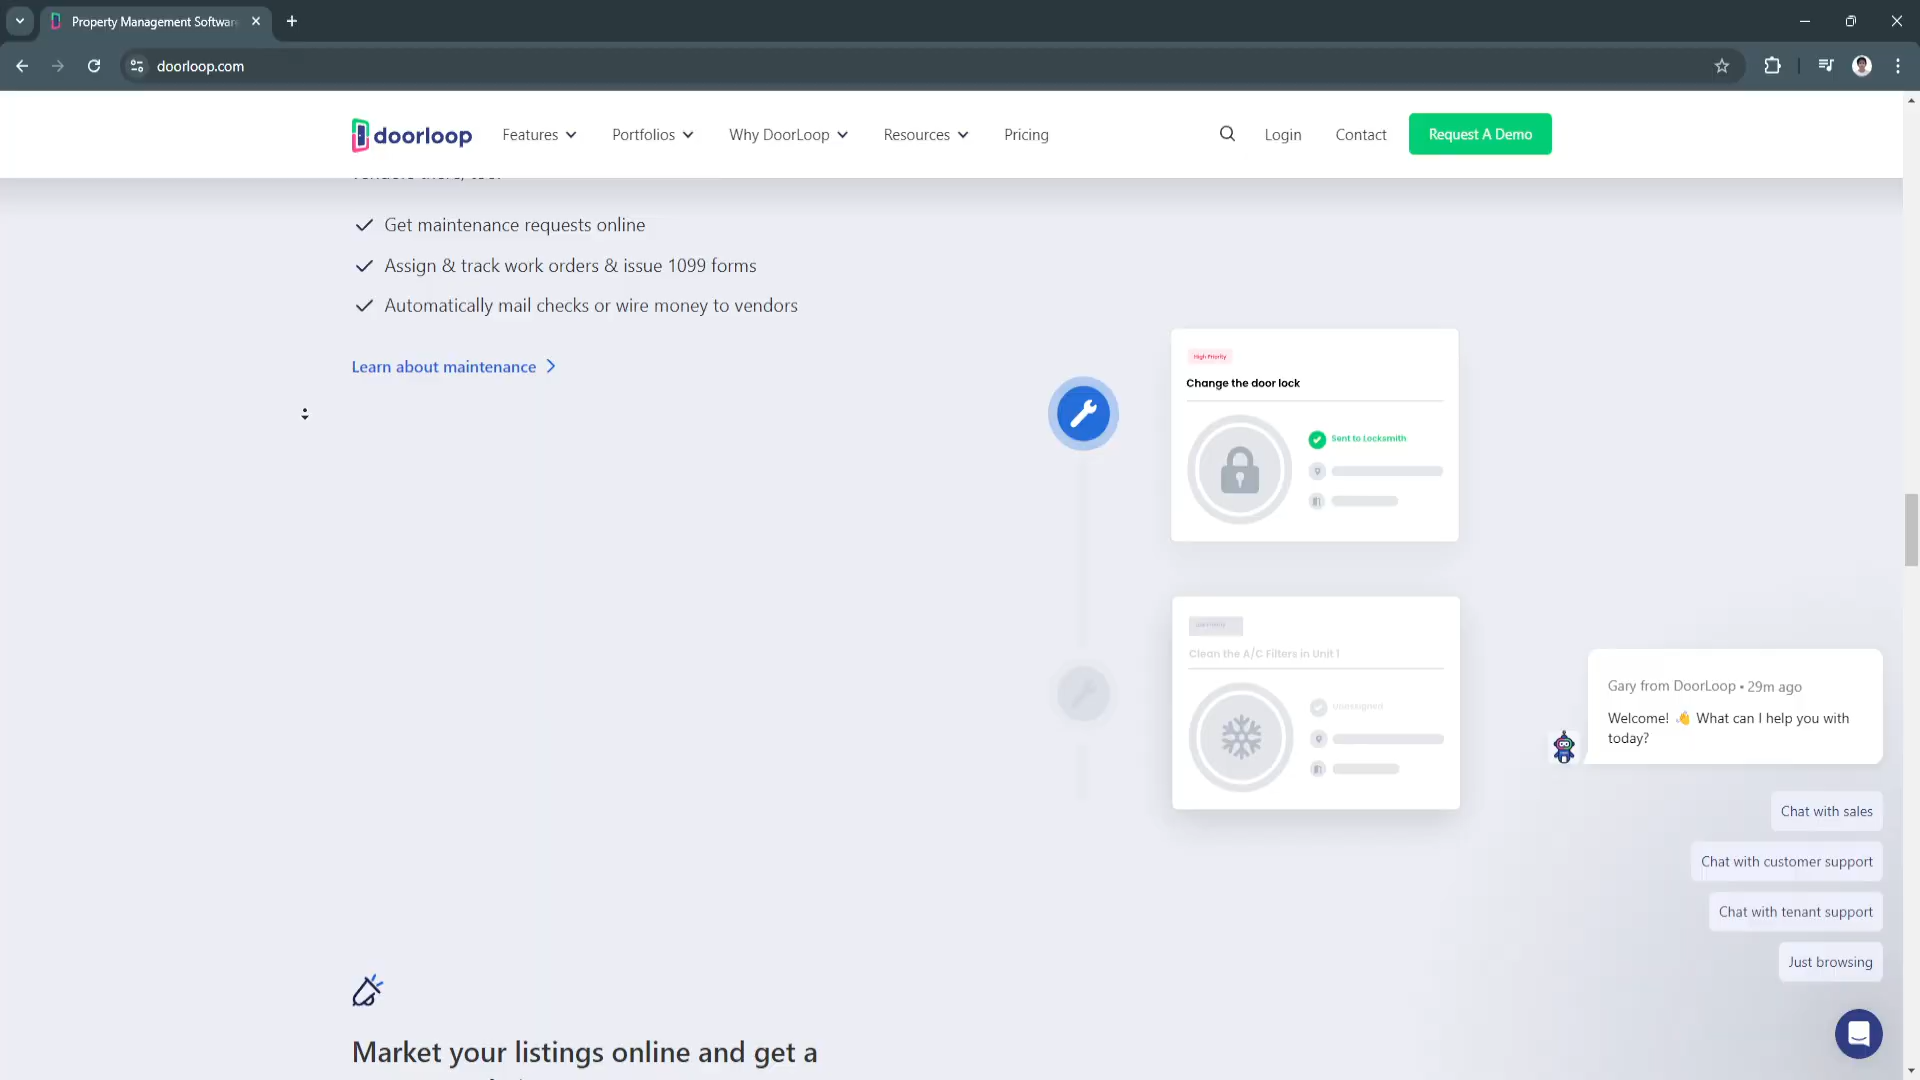 Property Management Softwar
doorloop.com
doorloop
Features
Portfolios
Why DoorLoop
Resources
Pricing
Login
Contact
Request A Demo
Get maintenance requests online
Assign & track work orders & issue 1099 forms
Automatically mail checks or wire money to vendors
Learn about maintenance
High Priority
Change the door lock
Sent to Locksmith
Clean the A/C Filters in Unit 1
Unassigned
Gary from DoorLoop • 29m ago
Welcome! 👋 What can I help you with
today?
Chat with sales
Chat with customer support
Chat with tenant support
Just browsing
Market your listings online and get a